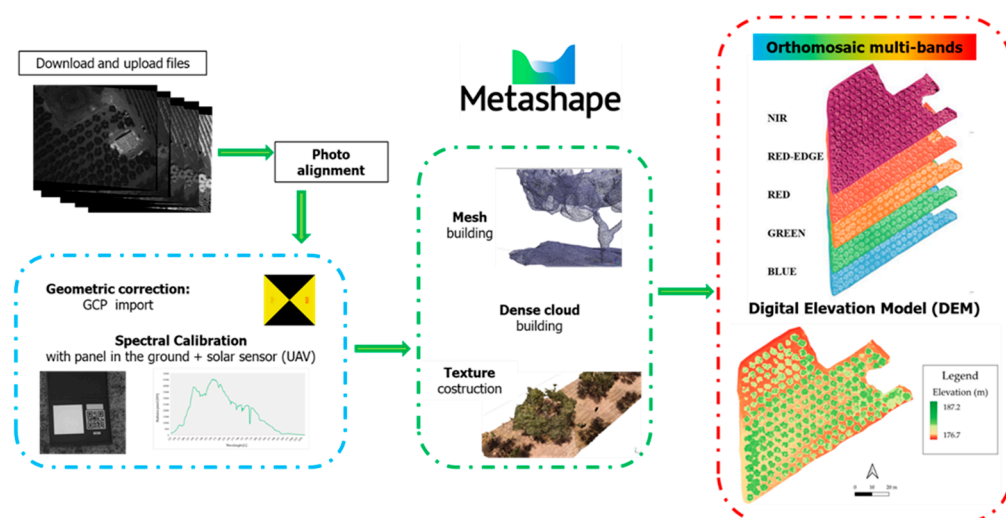 Download and upload files
Metashape
Photo
alignment
Geometric correction:
GCP import
Spectral Calibration
with panel in the ground + solar sensor (UAV)
Mesh
building
Dense cloud
building
Texture
costruction
Orthomosaic multi-bands
NIR
RED-EDGE
RED
GREEN
BLUE
Digital Elevation Model (DEM)
Legend
Elevation (m)
187.2
176.7
0 10 20 m